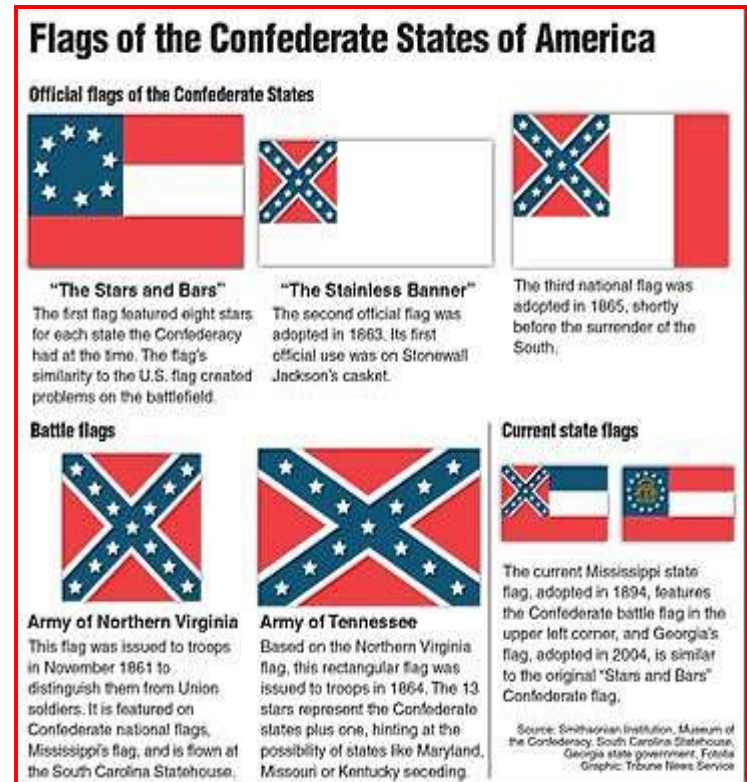 Flags of the Confederate States of America
Official flags of the Confederate States
"The Stars and Bars"
The first flag featured eight stars
for each state the Confederacy
had at the time. The flag's
similarity to the U.S. flag created
problems on the battlefield.
"The Stainless Banner"
The second official flag was
adopted in 1863. Its first
official use was on Stonewall
Jackson's casket.
The third national flag was
adopted in 1865, shortly
before the surrender of the
South.
Battle flags
Army of Northern Virginia
This flag was issued to troops
in November 1861 to
distinguish them from Union
soldiers. It is featured on
Confederate national flags,
Mississippi's flag, and is flown at
the South Carolina Statehouse.
Army of Tennessee
Based on the Northern Virginia
flag, this rectangular flag was
issued to troops in 1864. The 13
stars represent the Confederate
states plus one, hinting at the
possibility of states like Maryland,
Missouri or Kentucky seceding.
Current state flags
The current Mississippi state
flag, adopted in 1894, features
the Confederate battle flag in the
upper left corner, and Georgia's
flag, adopted in 2004, is similar
to the original "Stars and Bars"
Confederate flag.
Source: Smithsonian Institution, Museum of
the Confederacy, South Carolina Statehouse,
Georgia state government, Fotolia
Graphic: Tribune News Service